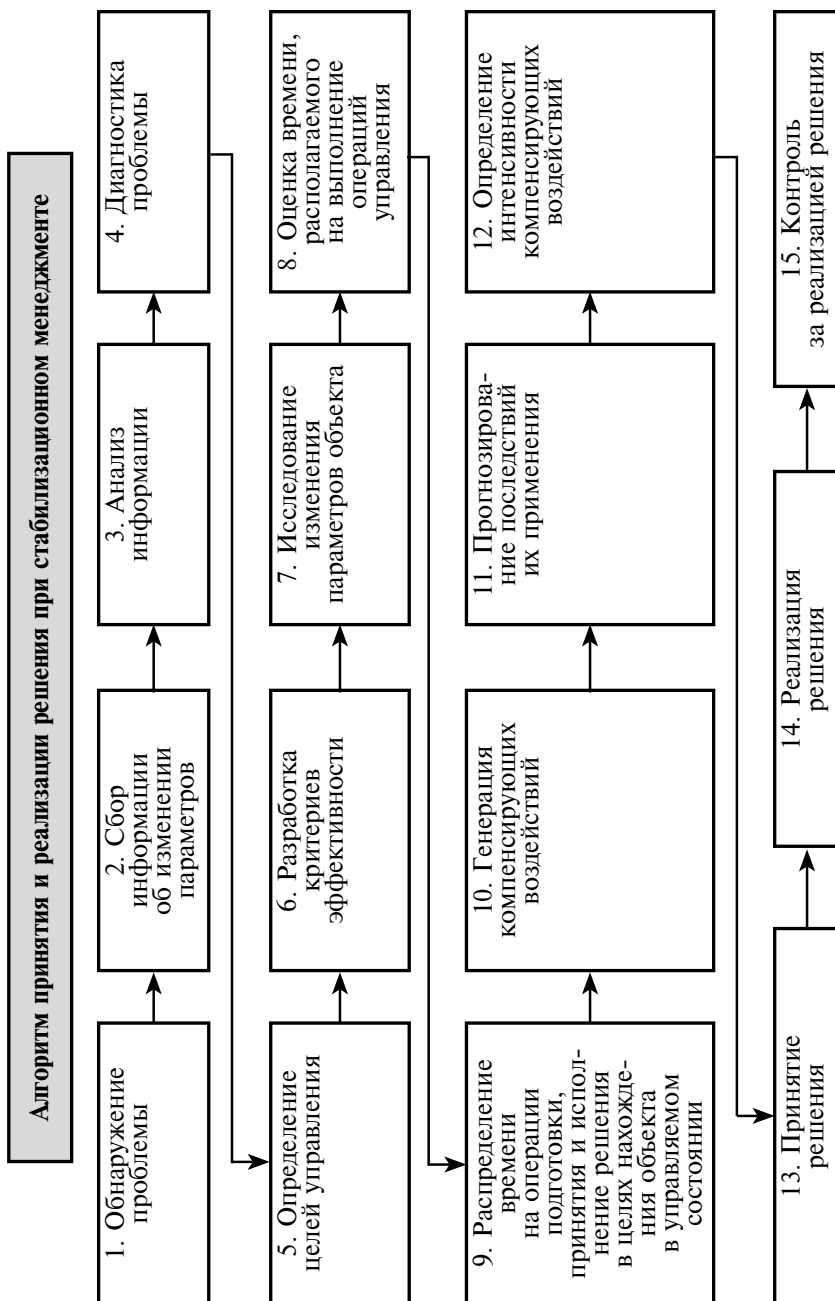 Алгоритм принятия и реализации решения при стабилизационном менеджменте
1. Обнаружение
проблемы
2. Сбор
информации
об изменении
параметров
3. Анализ
информации
4. Диагностика
проблемы
5. Определение
целей управления
6. Разработка
критериев
эффективности
7. Исследование
изменения
параметров объекта
8. Оценка времени,
располагаемого
на выполнение
операций
управления
9. Распределение
времени
на операции
подготовки,
принятия и испол-
нение решения
в целях нахожде-
ния объекта
в управляемом
состоянии
10. Генерация
компенсирующих
воздействий
11. Прогнозирова-
ние последствий
их применения
12. Определение
интенсивности
компенсирующих
воздействий
13. Принятие
решения
14. Реализация
решения
15. Контроль
за реализацией решения